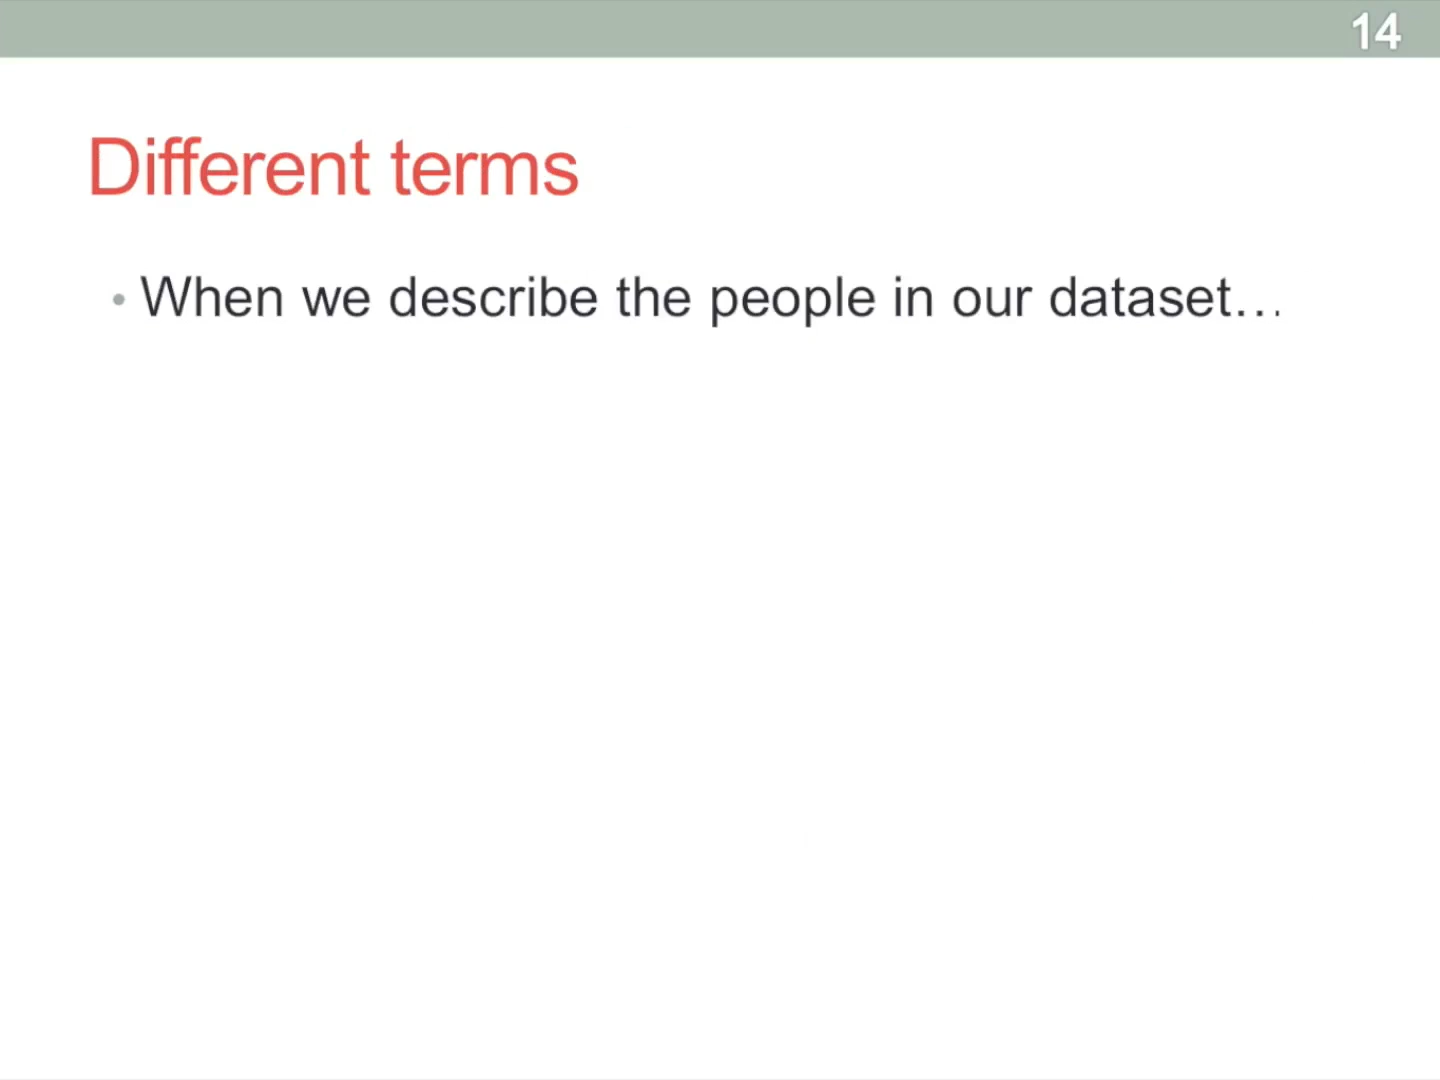 14
Different terms
• When we describe the people in our dataset…